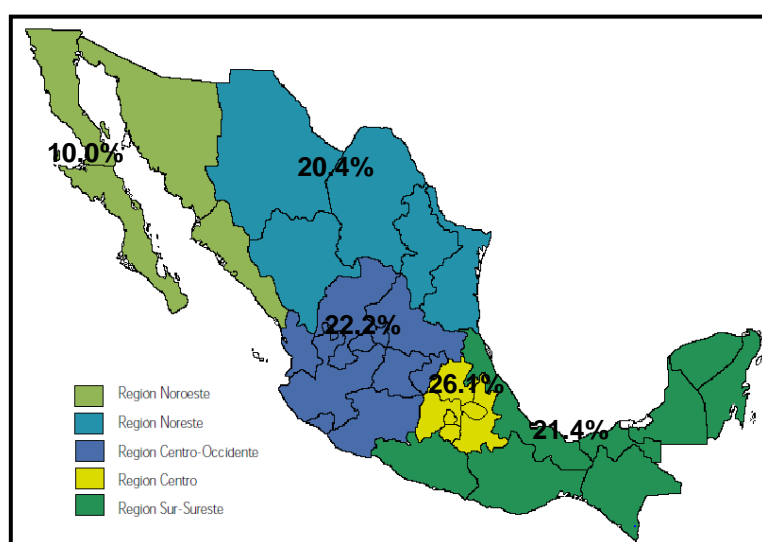 10.0%
20.4%
22.2%
26.1%
21.4%
Region Noroeste
Region Noreste
Region Centro-Occidente
Region Centro
Region Sur-Sureste